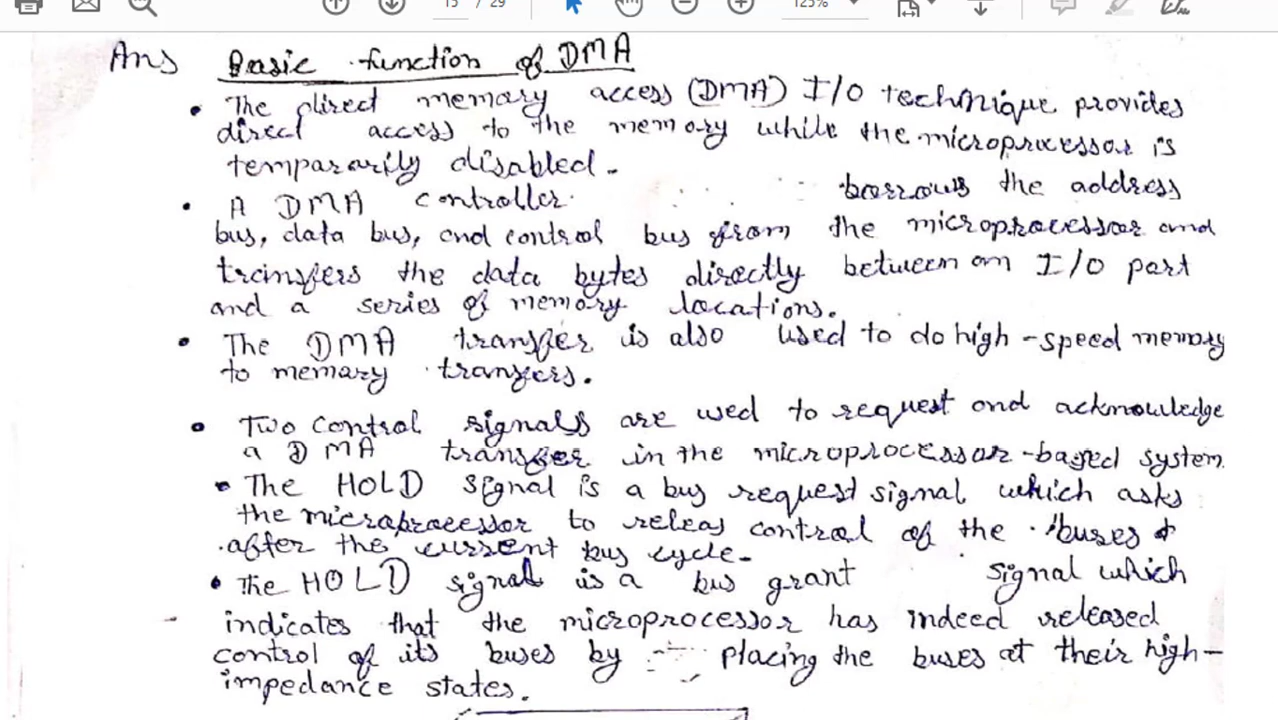 15 / 29
125%
Ans Basic function of DMA
• The direct memory access (DMA) I/O technique provides
direct access to the memory while the microprocessor is
temparorily disabled.
• A DMA controller borrows the address
bus, data bus, and control bus from the microprocessor and
transfers the data bytes directly between an I/O port
and a series of memory locations.
• The DMA transfer is also used to do high-speed memory
to memory transfers.
• Two control signals are used to request and acknowledge
a DMA transfer in the microprocessor-based system.
• The HOLD signal is a bus request signal which asks
the microprocessor to releas control of the buses
after the current bus cycle-
• The HOLD signal is a bus grant signal which
indicates that the microprocessor has indeed released
control of its buses by placing the buses at their high-
impedance states.